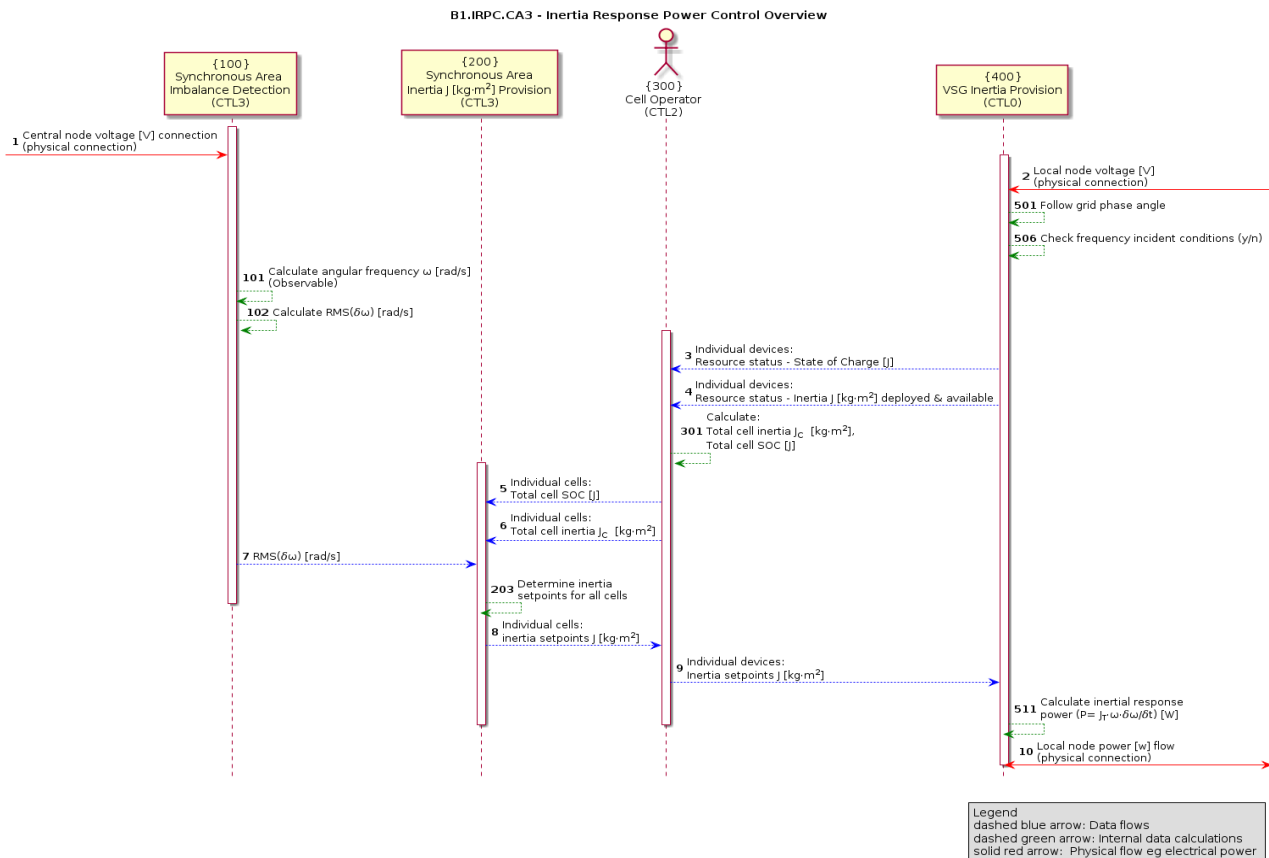 B1.IRPC.CA3 - Inertia Response Power Control Overview
{100}
Synchronous Area
Imbalance Detection
(CTL3)
{200}
Synchronous Area
Inertia J [kg·m²] Provision
(CTL3)
{300}
Cell Operator
(CTL2)
{400}
VSG Inertia Provision
(CTL0)
1 Central node voltage [V] connection
(physical connection)
2 Local node voltage [V]
(physical connection)
501 Follow grid phase angle
506 Check frequency incident conditions (y/n)
101 Calculate angular frequency ω [rad/s]
(Observable)
102 Calculate RMS(δω) [rad/s]
3 Individual devices:
Resource status - State of Charge [J]
4 Individual devices:
Resource status - Inertia J [kg·m²] deployed & available
Calculate:
301 Total cell inertia J_C [kg·m²],
Total cell SOC [J]
5 Individual cells:
Total cell SOC [J]
6 Individual cells:
Total cell inertia J_C [kg·m²]
7 RMS(δω) [rad/s]
203 Determine inertia
setpoints for all cells
8 Individual cells:
inertia setpoints J [kg·m²]
9 Individual devices:
Inertia setpoints J [kg·m²]
511 Calculate inertial response
power (P= J_T·ω·δω/δt) [W]
10 Local node power [w] flow
(physical connection)
Legend
dashed blue arrow: Data flows
dashed green arrow: Internal data calculations
solid red arrow: Physical flow eg electrical power